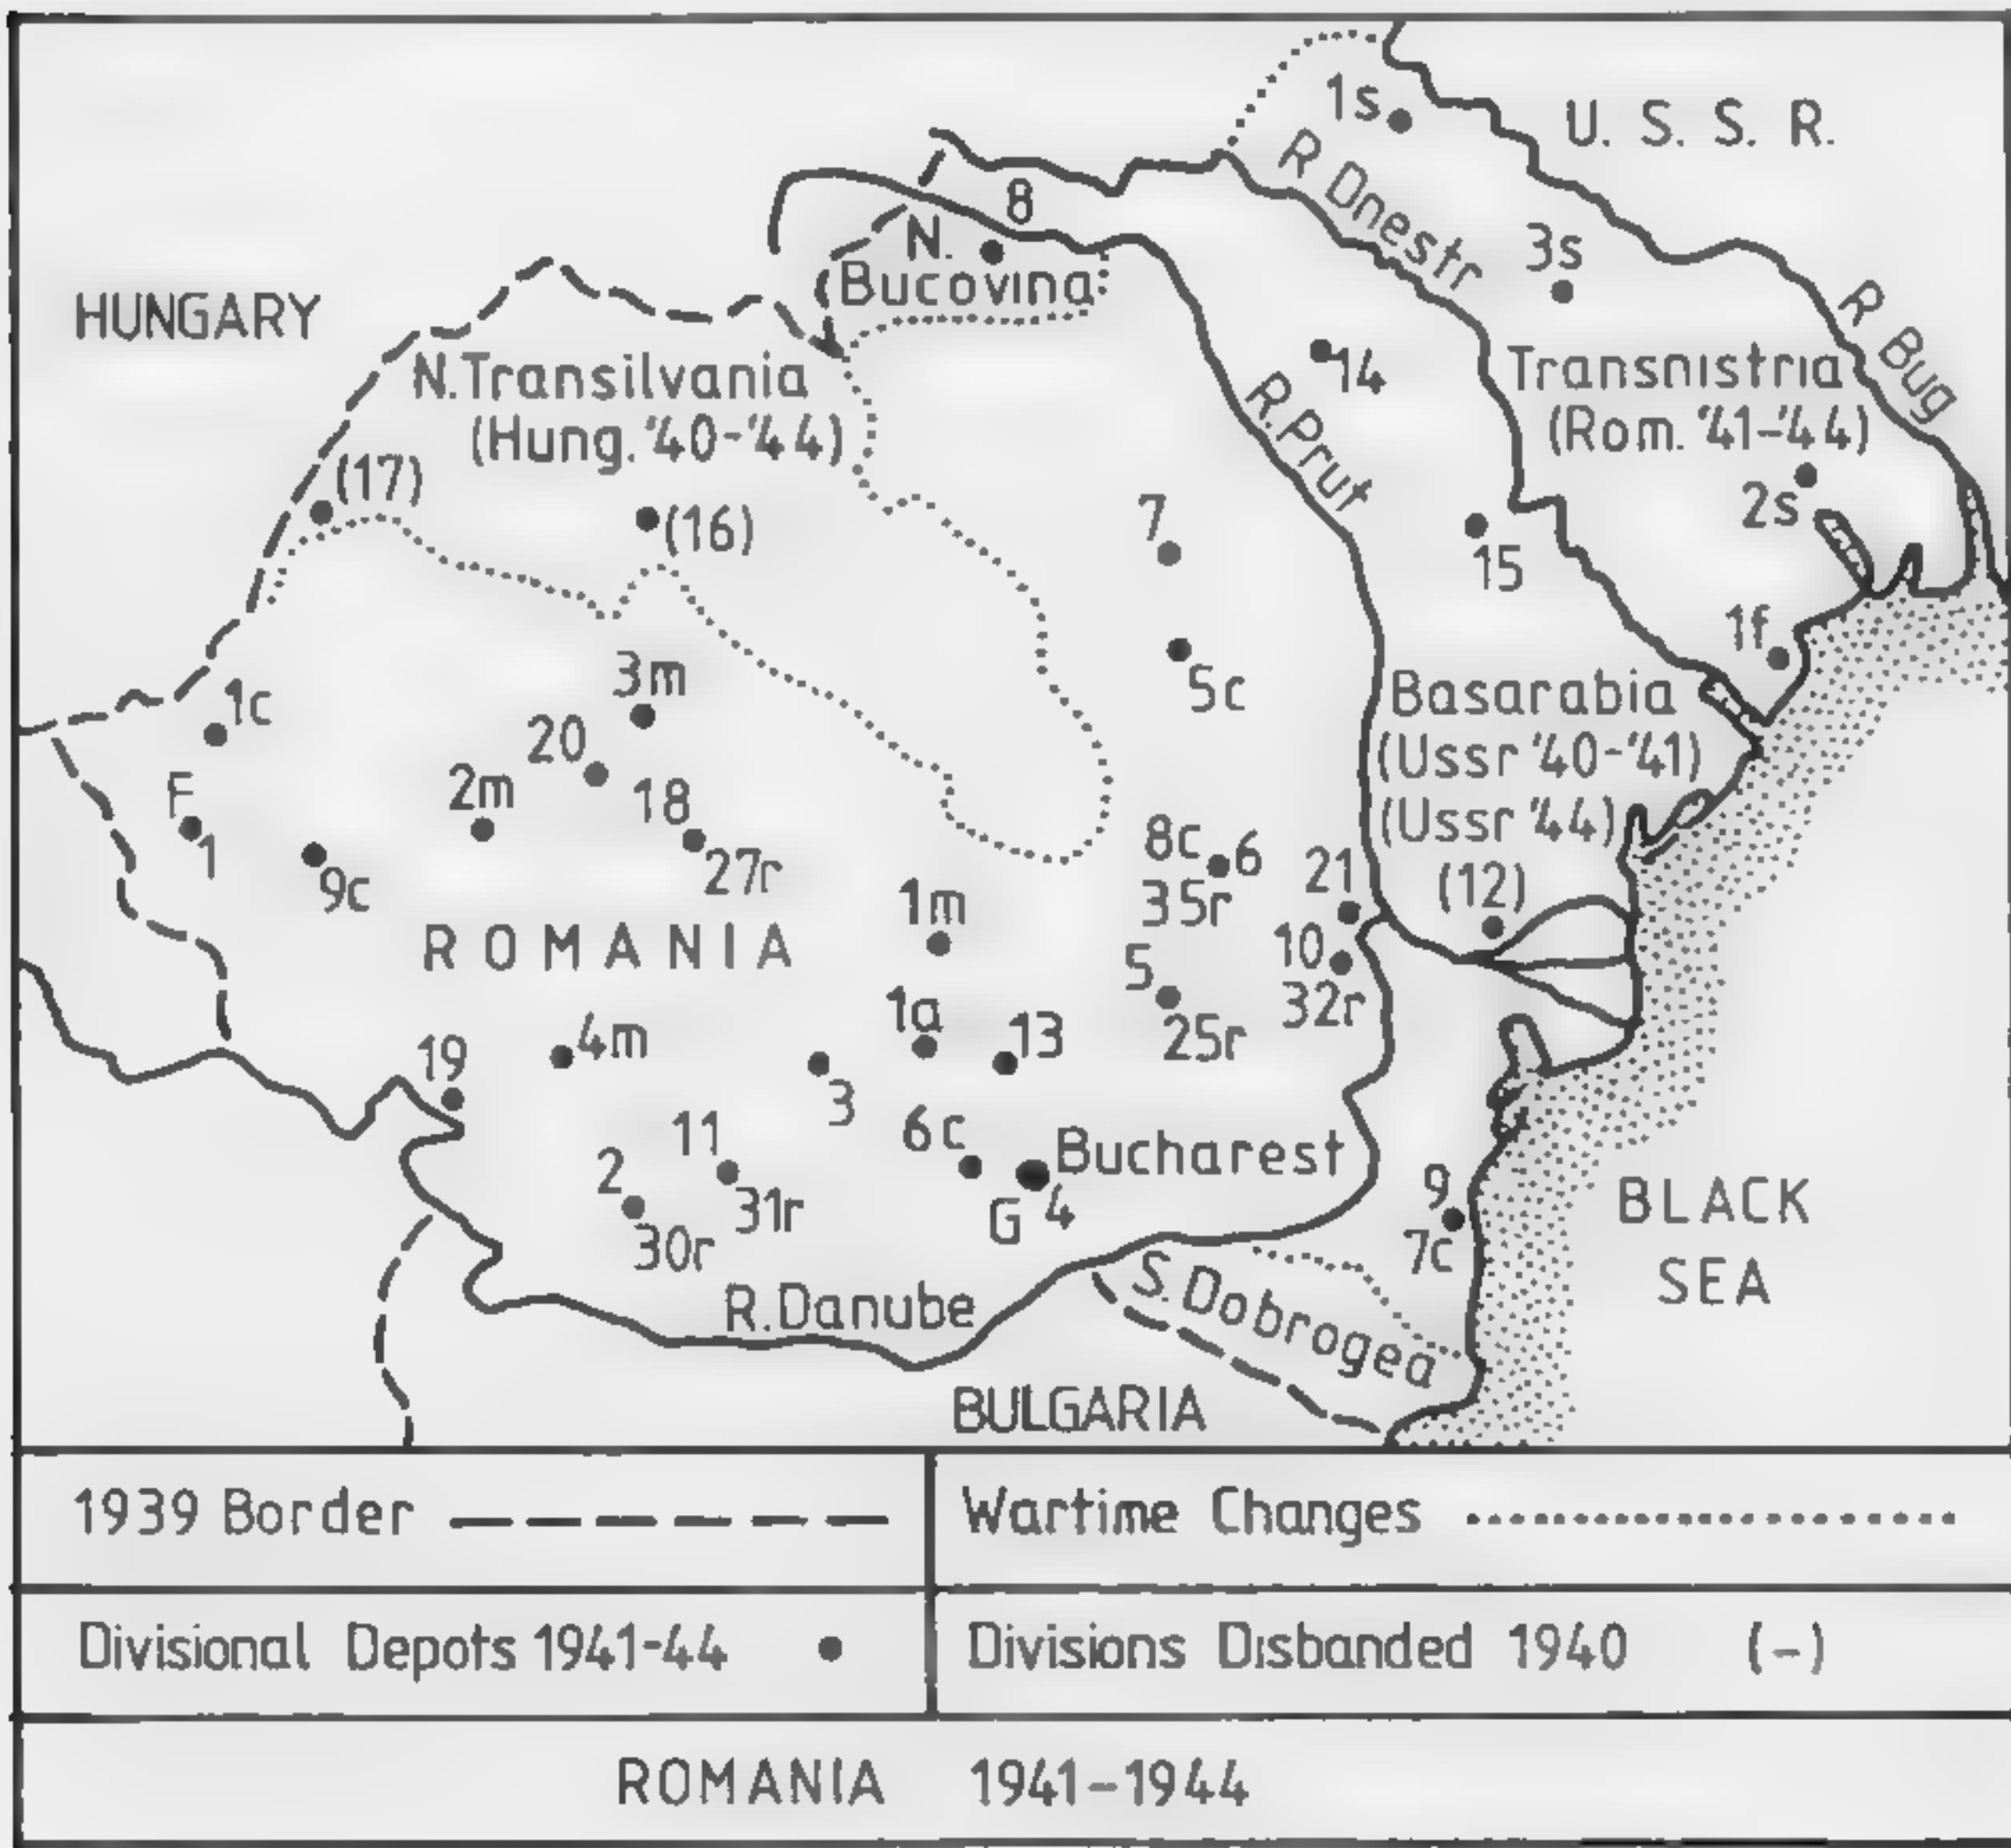 1s
U. S. S. R.
R Dnestr
8
N.
Bucovina
3s
HUNGARY
R Bug
N.Transilvania
(Hung. '40-'44)
14
Transnistria
(Rom. '41-'44)
R.Prut
(17)
(16)
7
2s
15
1f
3m
5c
Basarabia
(Ussr '40-'41)
(Ussr '44)
1c
20
2m
18
F
1
9c
27r
8c
6
35r
21
(12)
1m
ROMANIA
10
32r
5
25r
1a
13
4m
19
3
11
31r
6c
Bucharest
G
4
2
30r
9
7c
BLACK
SEA
R.Danube
S. Dobrogea
BULGARIA
1939 Border
Wartime Changes
Divisional Depots 1941-44
Divisions Disbanded 1940 (-)
ROMANIA 1941-1944